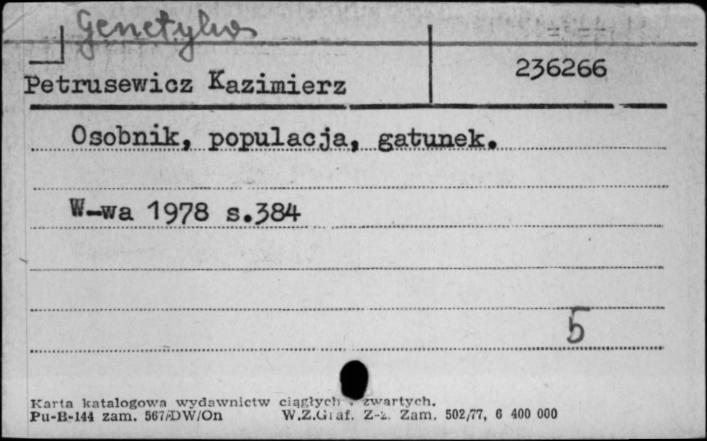 Genetyka
Petrusewicz Kazimierz
236266
Osobnik, populacja, gatunek.
W-wa 1978 s.384
5
Karta katalogowa wydawnictw ciągłych i zwartych.
Pu-B-144 zam. 567/DW/On W.Z.Graf. Z-z. Zam. 502/77, 6 400 000